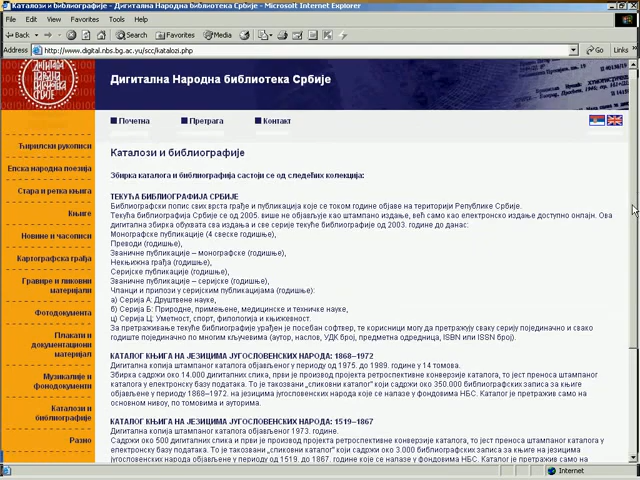 Каталози и библиографије - Дигитална Народна библиотека Србије - Microsoft Internet Explorer
File Edit View Favorites Tools Help
Back Search Favorites Media
Address http://www.digital.nbs.bg.ac.yu/scc/katalozi.php Go Links
ДИГИТАЛНА
НАРОДНА
БИБЛИОТЕКА
СРБИЈЕ
Дигитална Народна библиотека Србије
Почетна Претрага Контакт
Ћирилски рукописи
Епска народна поезија
Стара и ретка књига
Књиге
Новине и часописи
Картографска грађа
Гравире и ликовни
материјали
Фотодокумента
Плакати и
документациони
материјал
Музикалије и
фонодокументи
Каталози и
библиографије
Разно
Каталози и библиографије
Збирка каталога и библиографија састоји се од следећих колекција:
ТЕКУЋА БИБЛИОГРАФИЈА СРБИЈЕ
Библиографски попис свих врста грађе и публикација које се током године објаве на територији Републике Србије.
Текућа библиографија Србије се од 2005. више не објављује као штампано издање, већ само као електронско издање доступно онлајн. Ова
дигитална збирка обухвата сва издања и све серије текуће библиографије од 2003. године до данас:
Монографске публикације (4 свеске годишње),
Преводи (годишње),
Званичне публикације – монографске (годишње),
Некњижна грађа (годишње),
Серијске публикације (годишње),
Званичне публикације – серијске (годишње),
Чланци и прилози у серијским публикацијама (годишње):
а) Серија А: Друштвене науке,
б) Серија Б: Природне, примењене, медицинске и техничке науке,
ц) Серија Ц: Уметност, спорт, филологија и књижевност.
За претраживање текуће библиографије урађен је посебан софтвер, те корисници могу да претражују сваку серију појединачно и свако
годиште појединачно по многим кључевима (аутор, наслов, УДК број, предметна одредница, ISBN или ISSN број).
КАТАЛОГ КЊИГА НА ЈЕЗИЦИМА ЈУГОСЛОВЕНСКИХ НАРОДА: 1868–1972
Дигитална копија штампаног каталога објављеног у периоду од 1975. до 1989. године у 14 томова.
Збирка садржи око 14.000 дигиталних слика, први је производ пројекта ретроспективне конверзије каталога, то јест преноса штампаног
каталога у електронску базу података. То је такозвани „сликовни каталог” који садржи око 350.000 библиографских записа за књиге
објављене у периоду 1868–1972. на језицима југословенских народа које се налазе у фондовима НБС. Каталог је претражив само на
основном нивоу, по томовима и ауторима.
КАТАЛОГ КЊИГА НА ЈЕЗИЦИМА ЈУГОСЛОВЕНСКИХ НАРОДА: 1519–1867
Дигитална копија штампаног каталога објављеног 1973. године.
Садржи око 500 дигиталних слика и први је производ пројекта ретроспективне конверзије каталога, то јест преноса штампаног каталога у
електронску базу података. То је такозвани „сликовни каталог” који садржи око 3.000 библиографских записа за књиге на језицима
југословенских народа објављене у периоду од 1519. до 1867. године које се налазе у фондовима НБС. Каталог је претражив само на
Internet